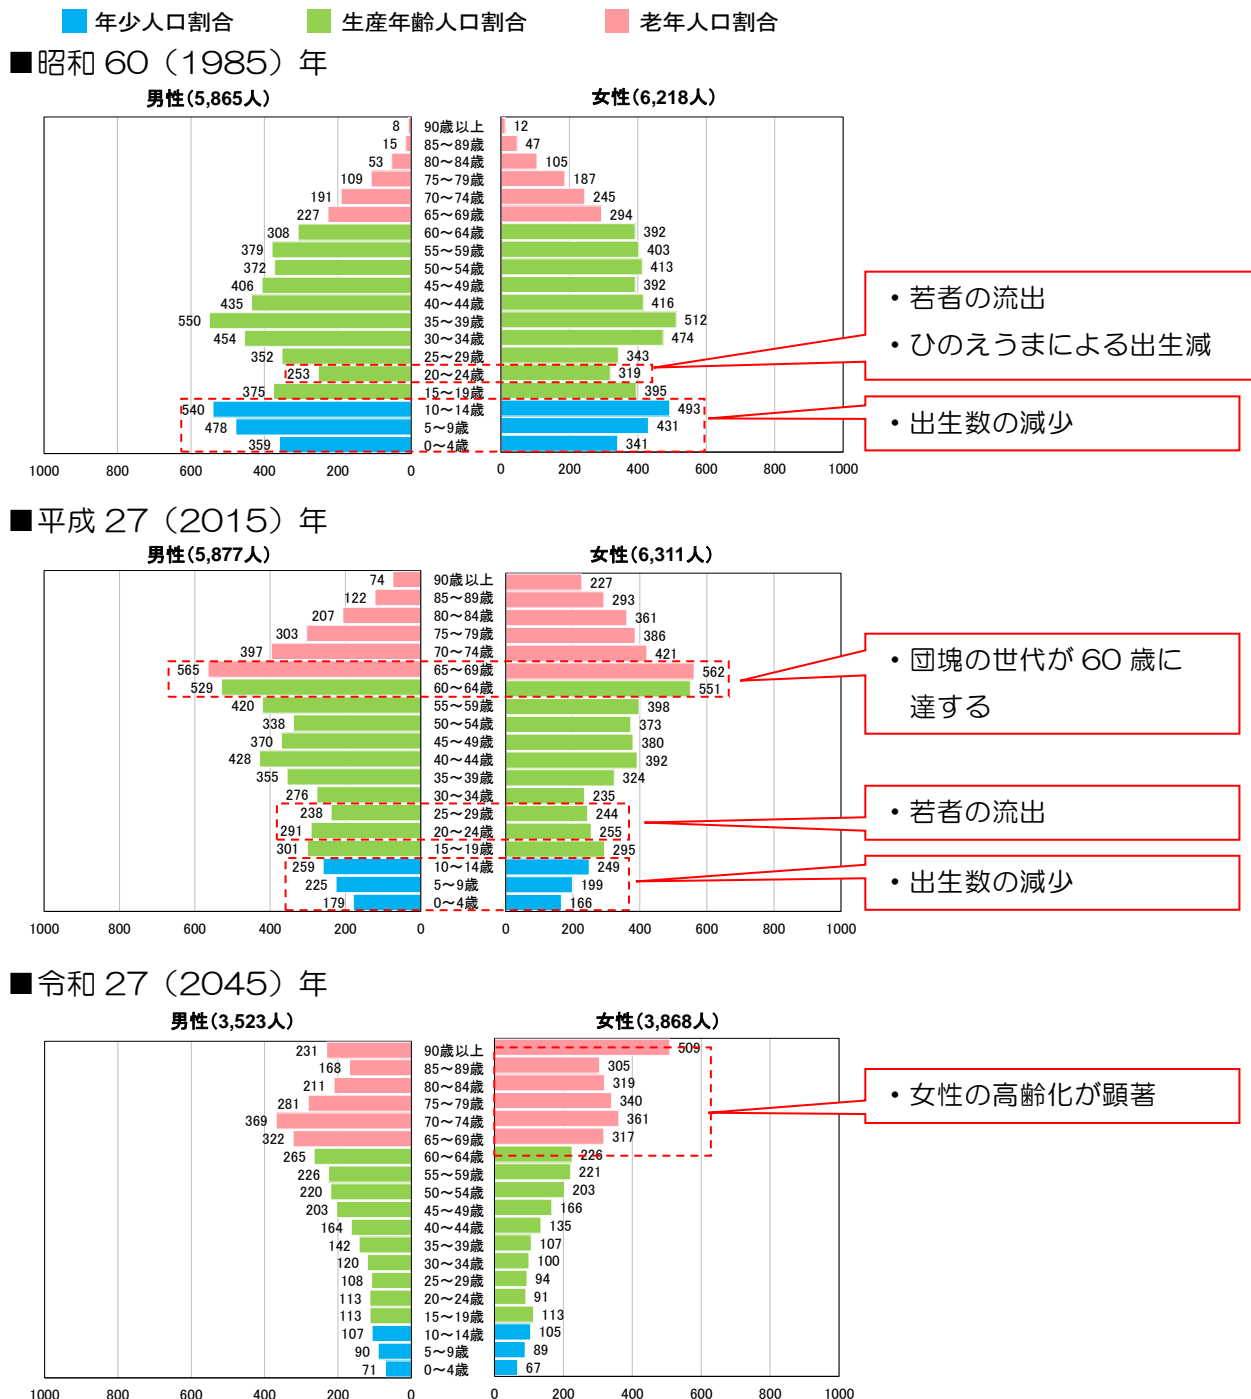 年少人口割合 生産年齢人口割合 老年人口割合
■昭和 60（1985）年
男性(5,865人) 女性(6,218人)
8 90歳以上 12
15 85～89歳 47
53 80～84歳 105
109 75～79歳 187
191 70～74歳 245
227 65～69歳 294
308 60～64歳 392
379 55～59歳 403
372 50～54歳 413
406 45～49歳 392
435 40～44歳 416
550 35～39歳 512
454 30～34歳 474
352 25～29歳 343
253 20～24歳 319
375 15～19歳 395
540 10～14歳 493
478 5～9歳 431
359 0～4歳 341
1000 800 600 400 200 0 0 200 400 600 800 1000
・若者の流出
・ひのえうまによる出生減
・出生数の減少
■平成 27（2015）年
男性(5,877人) 女性(6,311人)
74 90歳以上 227
122 85～89歳 293
207 80～84歳 361
303 75～79歳 386
397 70～74歳 421
565 65～69歳 562
529 60～64歳 551
420 55～59歳 398
338 50～54歳 373
370 45～49歳 380
428 40～44歳 392
355 35～39歳 324
276 30～34歳 235
238 25～29歳 244
291 20～24歳 255
301 15～19歳 295
259 10～14歳 249
225 5～9歳 199
179 0～4歳 166
1000 800 600 400 200 0 0 200 400 600 800 1000
・団塊の世代が 60 歳に
達する
・若者の流出
・出生数の減少
■令和 27（2045）年
男性(3,523人) 女性(3,868人)
231 90歳以上 509
168 85～89歳 305
211 80～84歳 319
281 75～79歳 340
369 70～74歳 361
322 65～69歳 317
265 60～64歳 226
226 55～59歳 221
220 50～54歳 203
203 45～49歳 166
164 40～44歳 135
142 35～39歳 107
120 30～34歳 100
108 25～29歳 94
113 20～24歳 91
113 15～19歳 113
107 10～14歳 105
90 5～9歳 89
71 0～4歳 67
1000 800 600 400 200 0 0 200 400 600 800 1000
・女性の高齢化が顕著